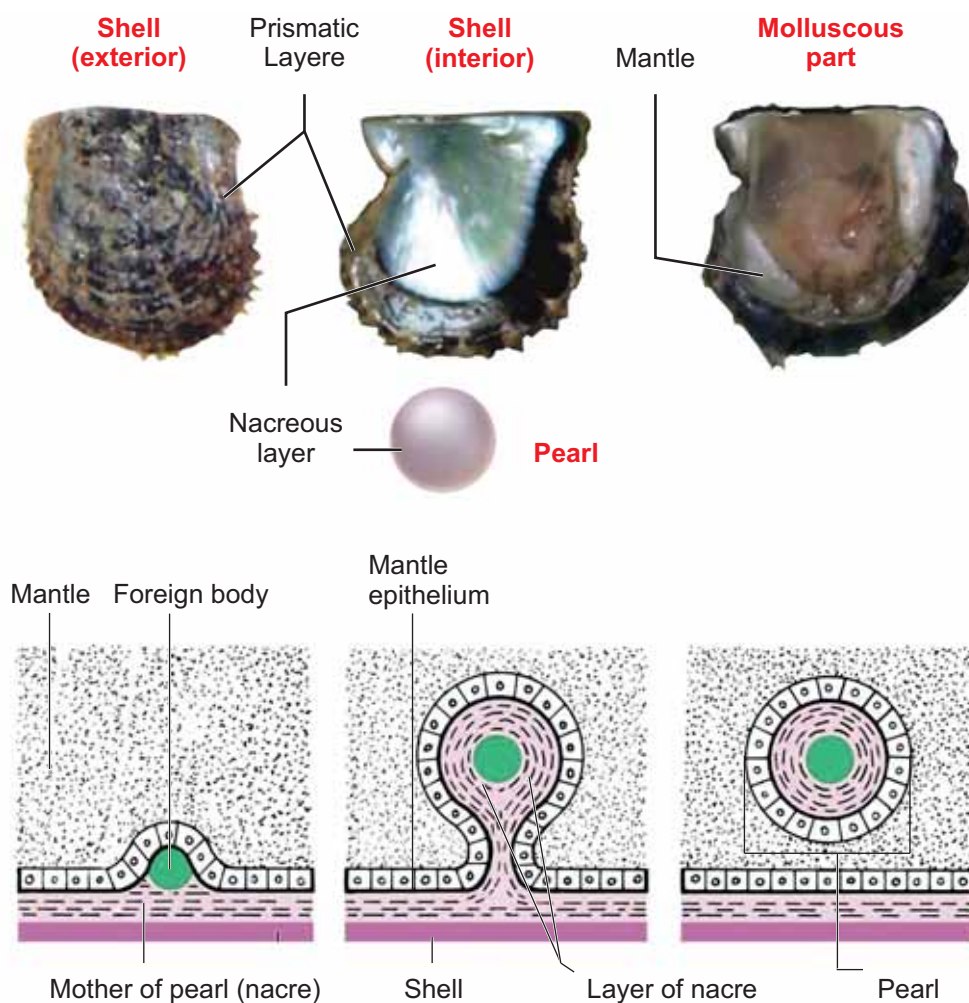 Shell
(exterior)
Prismatic
Layere
Shell
(interior)
Mantle
Molluscous
part
Nacreous
layer
Pearl
Mantle
Foreign body
Mantle
epithelium
Mother of pearl (nacre)
Shell
Layer of nacre
Pearl